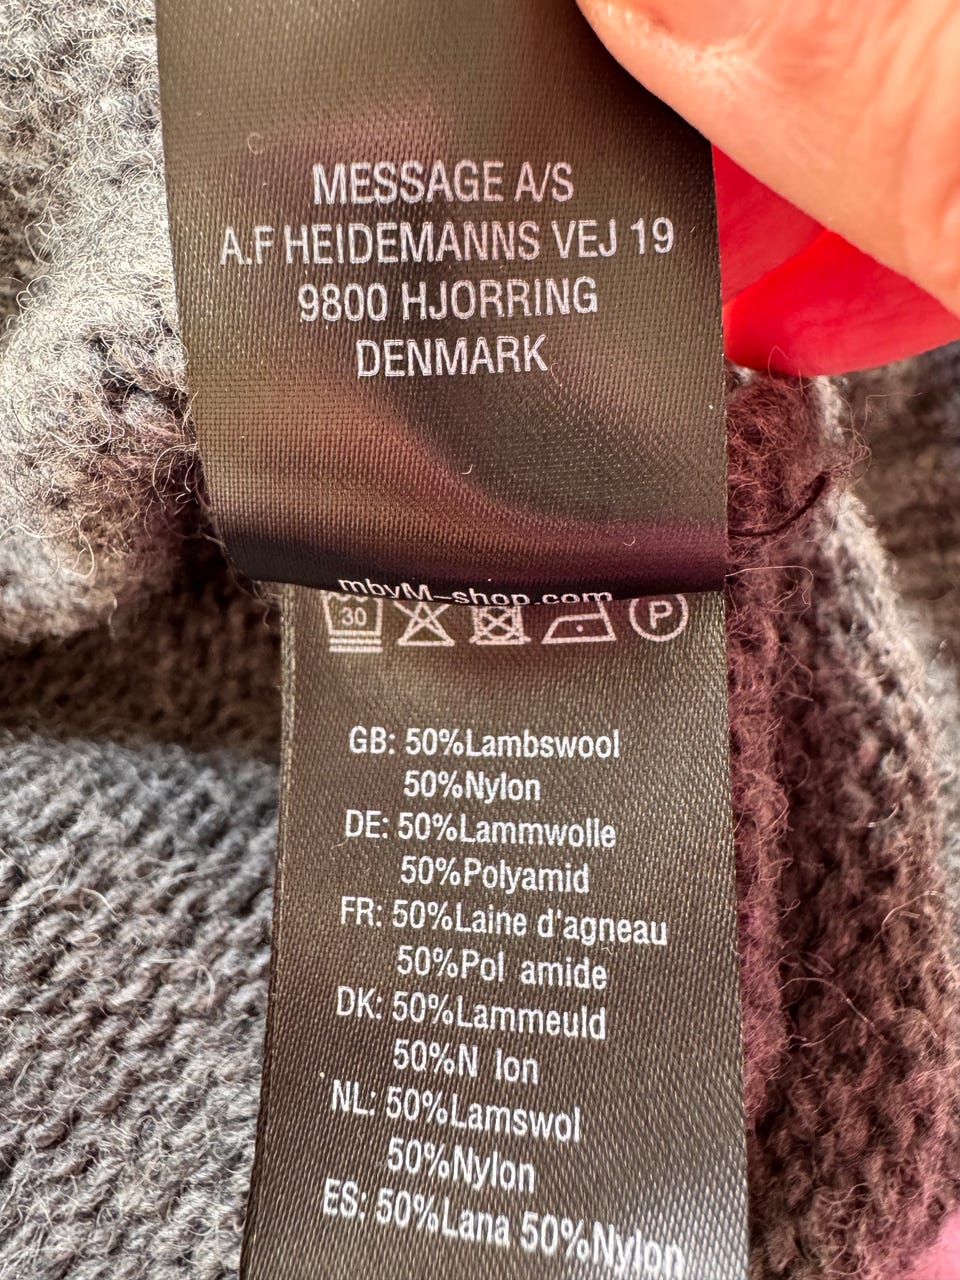 MESSAGE A/S
A.F HEIDEMANNS VEJ 19
9800 HJORRING
DENMARK
mbyM-shop.com
30 P
GB: 50%Lambswool
50%Nylon
DE: 50%Lammwolle
50%Polyamid
FR: 50%Laine d'agneau
50%Pol amide
DK: 50%Lammeuld
50%N lon
NL: 50%Lamswol
50%Nylon
ES: 50%Lana 50%Nylon